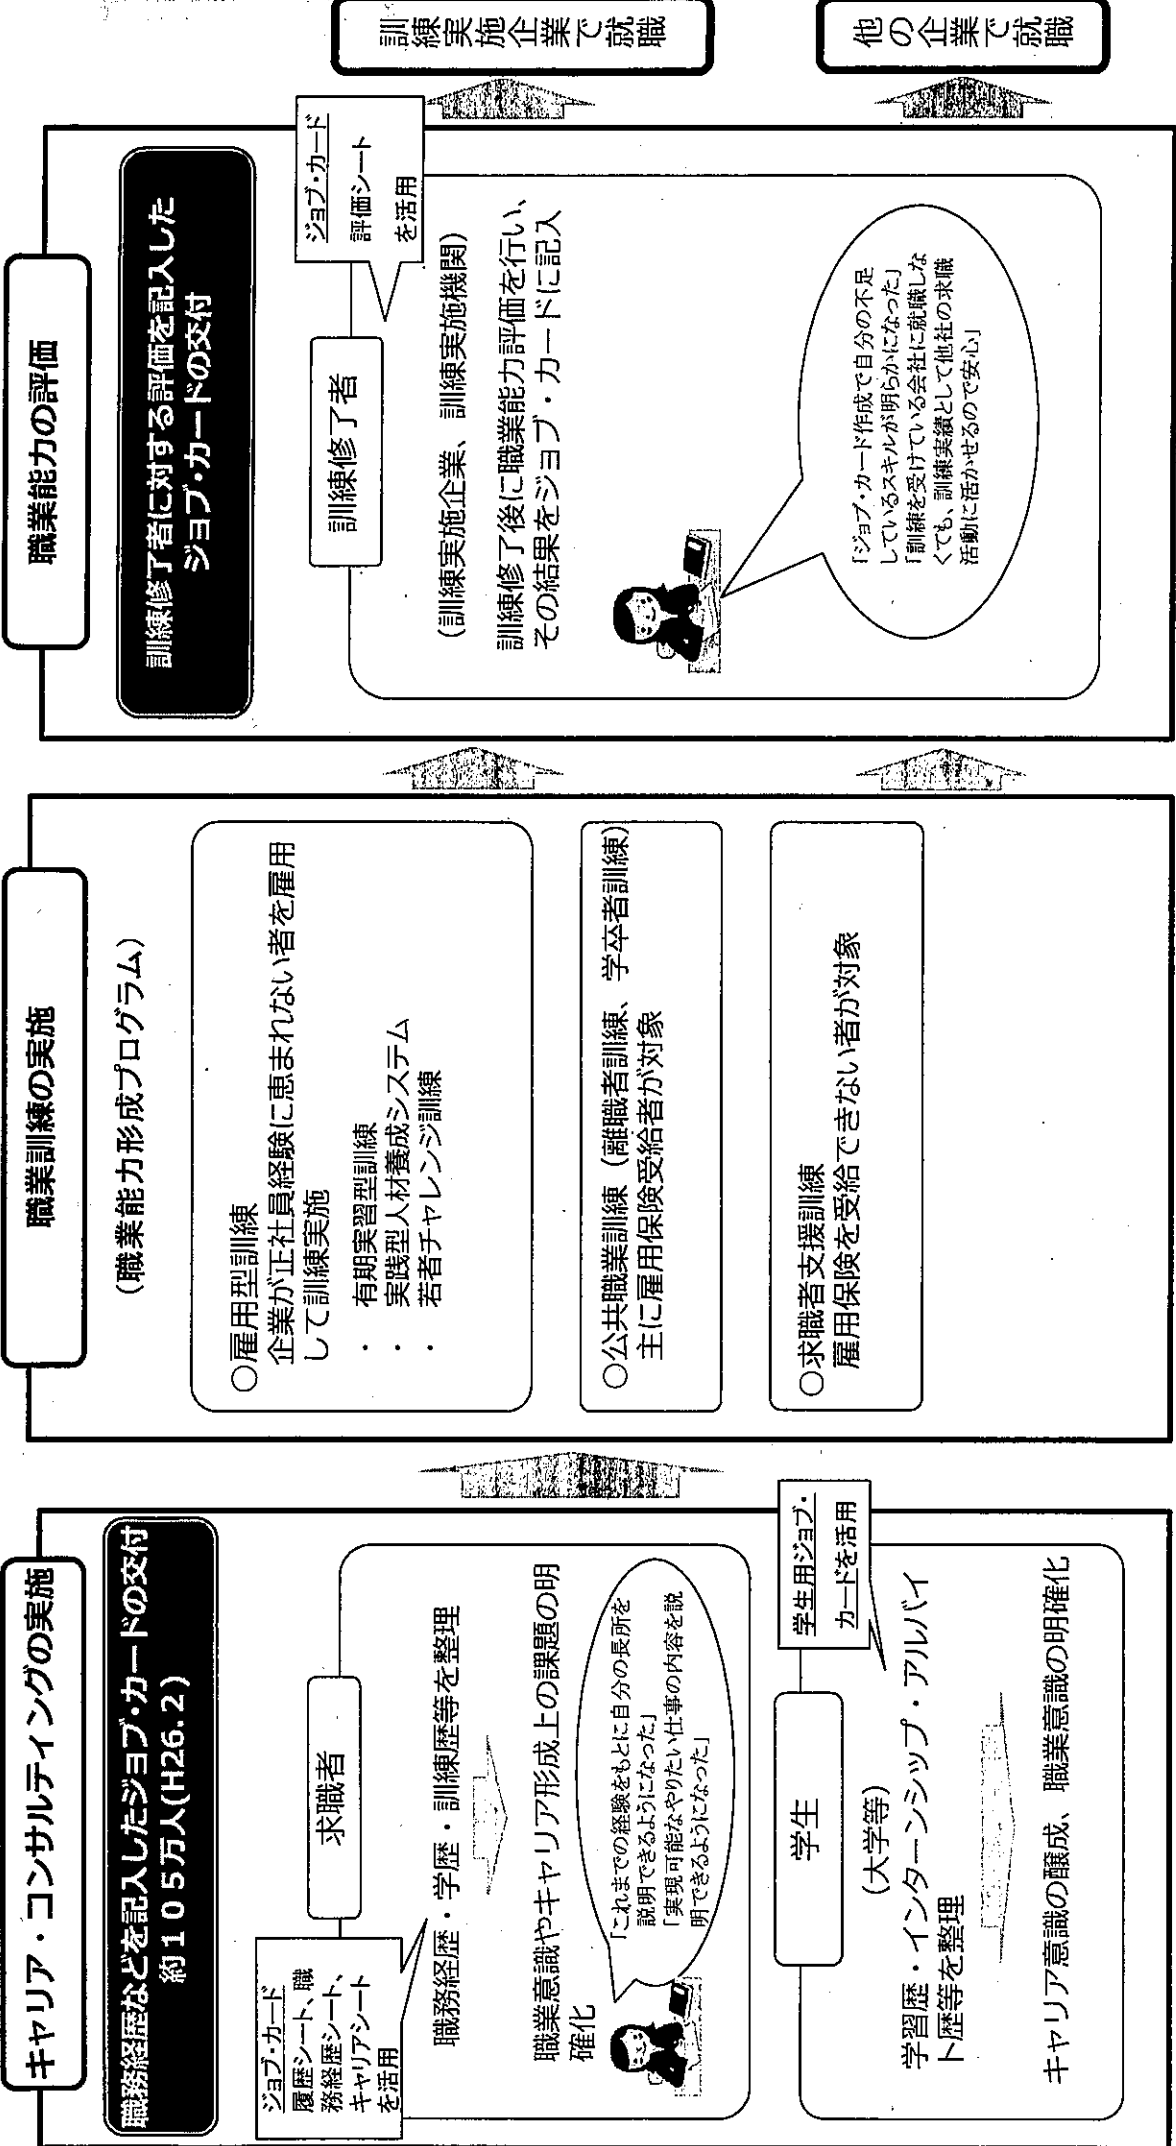 キャリア・コンサルティングの実施
職務経歴などを記入したジョブ・カードの交付
約105万人(H26.2)
ジョブ・カード
履歴シート、職
務経歴シート、
キャリアシート
を活用
求職者
職務経歴・学歴・訓練歴等を整理
職業意識やキャリア形成上の課題の明
確化
「これまでの経験をもとに自分の長所を
説明できるようになった」
「実現可能なやりたい仕事の内容を説
明できるようになった」
学生
(大学等)
学生用ジョブ・
カードを活用
学習歴・インターンシップ・アルバイ
ト歴等を整理
キャリア意識の醸成、職業意識の明確化
職業訓練の実施
(職業能力形成プログラム)
○雇用型訓練
企業が正社員経験に恵まれない者を雇用
して訓練実施
・ 有期実習型訓練
・ 実践型人材養成システム
・ 若者チャレンジ訓練
○公共職業訓練（離職者訓練、学卒者訓練）
主に雇用保険受給者が対象
○求職者支援訓練
雇用保険を受給できない者が対象
職業能力の評価
訓練修了者に対する評価を記入した
ジョブ・カードの交付
訓練修了者
ジョブ・カード
評価シート
を活用
(訓練実施企業、訓練実施機関)
訓練修了後に職業能力評価を行い、
その結果をジョブ・カードに記入
「ジョブ・カード作成で自分の不足
しているスキルが明らかになった」
「訓練を受けている会社に就職しな
くても、訓練実績として他社の求職
活動に活かせるので安心」
訓練実施企業で就職
他の企業で就職